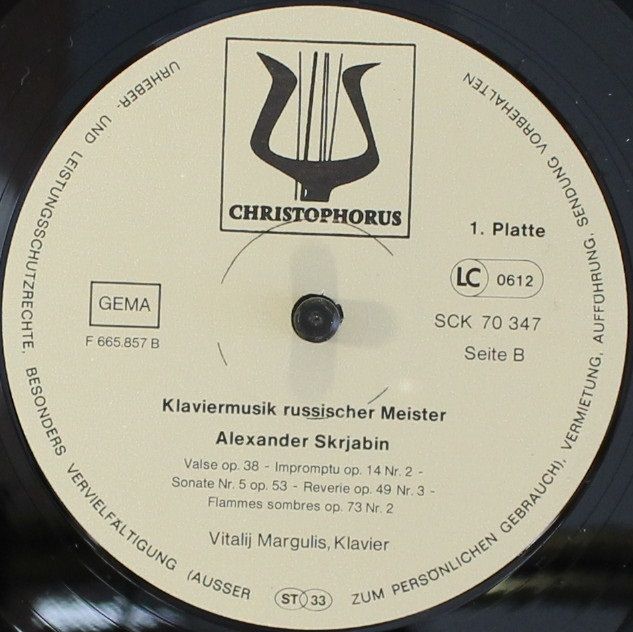 CHRISTOPHORUS
1. Platte
LC 0612
GEMA
SCK 70 347
F 665.857 B
Seite B
Klaviermusik russischer Meister
Alexander Skrjabin
Valse op. 38 - Impromptu op. 14 Nr. 2 -
Sonate Nr. 5 op. 53 - Reverie op. 49 Nr. 3 -
Flammes sombres op. 73 Nr. 2
Vitalij Margulis, Klavier
ST 33
URHEBER- UND LEISTUNGSSCHUTZRECHTE, BESONDERS VERVIELFÄLTIGUNG (AUSSER ZUM PERSÖNLICHEN GEBRAUCH), VERMIETUNG, AUFFÜHRUNG, SENDUNG VORBEHALTEN